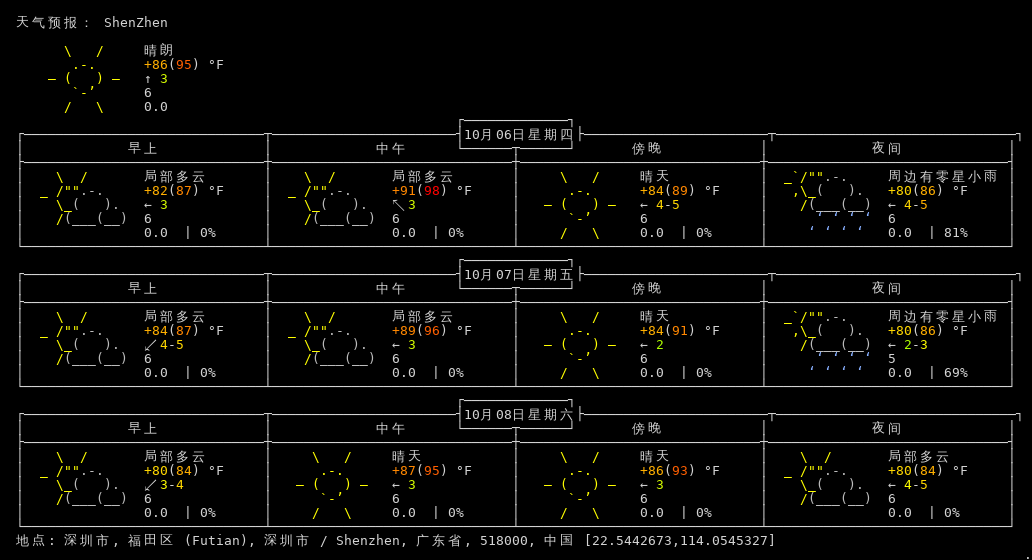 天气预报： ShenZhen
晴朗
+86(95) °F
↑ 3
6
0.0
10月06日星期四
早上 中午 傍晚 夜间
局部多云 局部多云 晴天 周边有零星小雨
+82(87) °F +91(98) °F +84(89) °F +80(86) °F
← 3 ↖ 3 ← 4-5 ← 4-5
6 6 6 6
0.0 | 0% 0.0 | 0% 0.0 | 0% 0.0 | 81%
10月07日星期五
早上 中午 傍晚 夜间
局部多云 局部多云 晴天 周边有零星小雨
+84(87) °F +89(96) °F +84(91) °F +80(86) °F
↙ 4-5 ← 3 ← 2 ← 2-3
6 6 6 5
0.0 | 0% 0.0 | 0% 0.0 | 0% 0.0 | 69%
10月08日星期六
早上 中午 傍晚 夜间
局部多云 晴天 晴天 局部多云
+80(84) °F +87(95) °F +86(93) °F +80(84) °F
↙ 3-4 ← 3 ← 3 ← 4-5
6 6 6 6
0.0 | 0% 0.0 | 0% 0.0 | 0% 0.0 | 0%
地点: 深圳市, 福田区 (Futian), 深圳市 / Shenzhen, 广东省, 518000, 中国 [22.5442673,114.0545327]